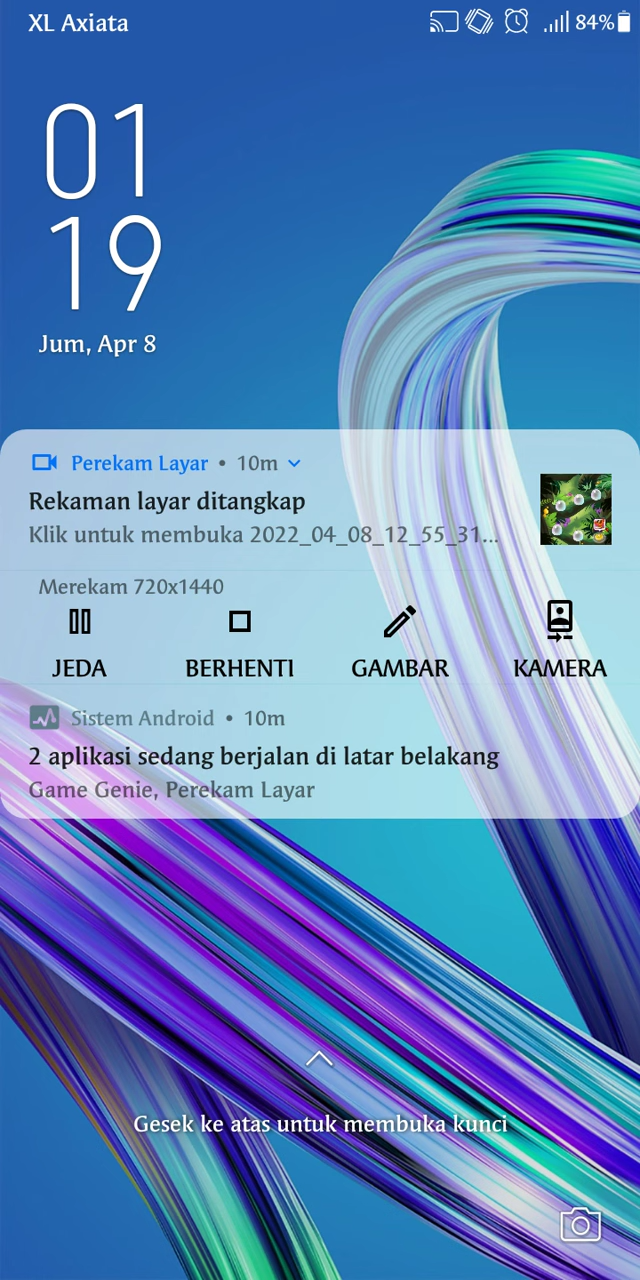 XL Axiata
84%
01
19
Jum, Apr 8
Perekam Layar • 10m
Rekaman layar ditangkap
Klik untuk membuka 2022_04_08_12_55_31...
Merekam 720x1440
JEDA BERHENTI GAMBAR KAMERA
Sistem Android • 10m
2 aplikasi sedang berjalan di latar belakang
Game Genie, Perekam Layar
Gesek ke atas untuk membuka kunci